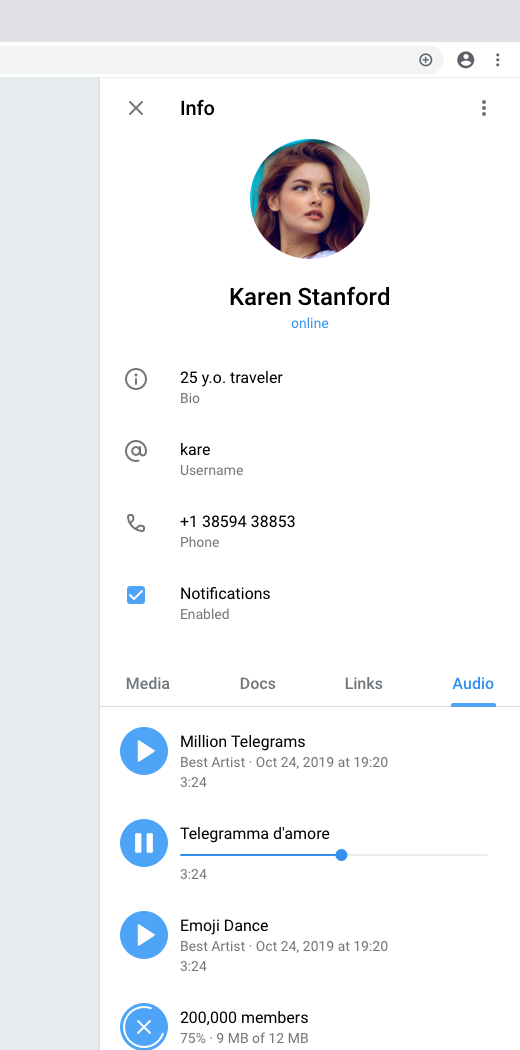 Info
Karen Stanford
online
25 y.o. traveler
Bio
kare
Username
+1 38594 38853
Phone
Notifications
Enabled
Media Docs Links Audio
Million Telegrams
Best Artist · Oct 24, 2019 at 19:20
3:24
Telegramma d'amore
3:24
Emoji Dance
Best Artist · Oct 24, 2019 at 19:20
3:24
200,000 members
75% · 9 MB of 12 MB